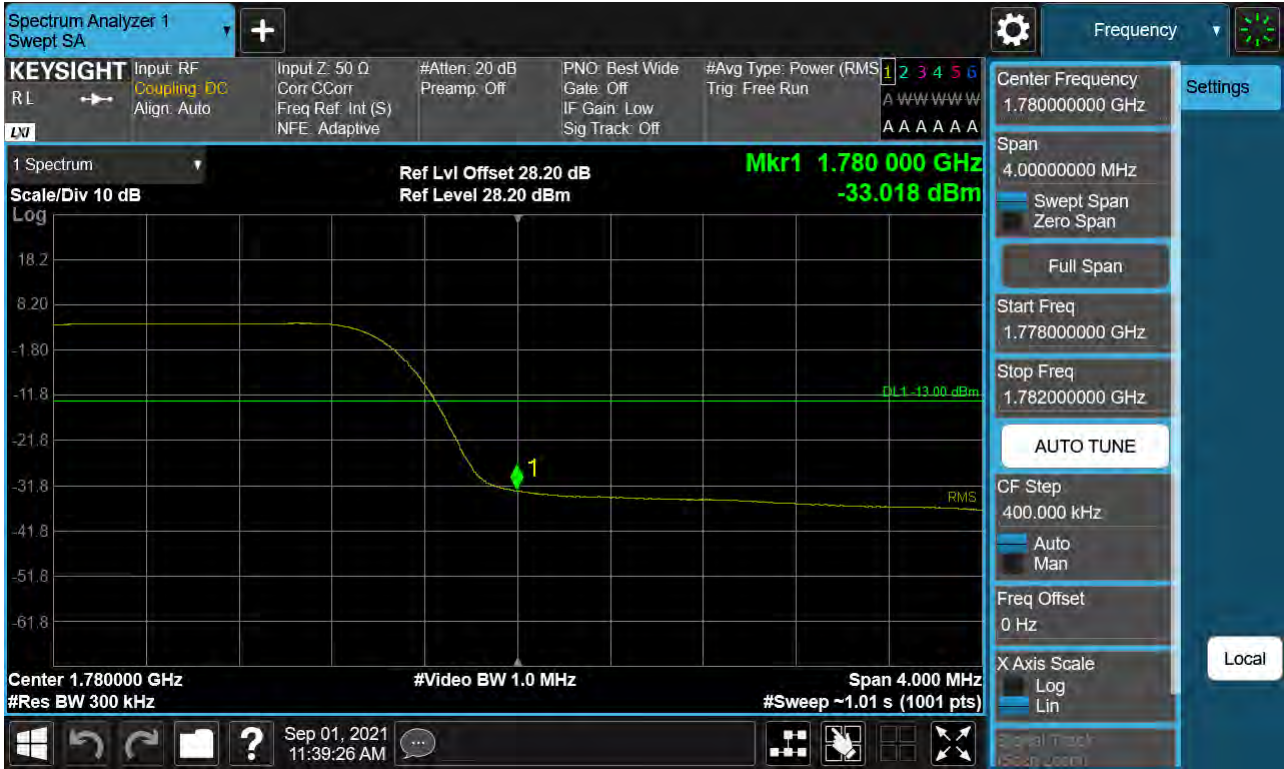 Spectrum Analyzer 1
Swept SA
+
Frequency
KEYSIGHT
RL
LXI
Input: RF
Coupling: DC
Align: Auto
Input Z: 50 Ω
Corr CCorr
Freq Ref: Int (S)
NFE: Adaptive
#Atten: 20 dB
Preamp: Off
PNO: Best Wide
Gate: Off
IF Gain: Low
Sig Track: Off
#Avg Type: Power (RMS
Trig: Free Run
1 2 3 4 5 6
A W W W W W
A A A A A A
1 Spectrum
Scale/Div 10 dB
Log
Ref Lvl Offset 28.20 dB
Ref Level 28.20 dBm
Mkr1 1.780 000 GHz
-33.018 dBm
18.2
8.20
-1.80
-11.8
-21.8
-31.8
-41.8
-51.8
-61.8
DL1 -13.00 dBm
1
RMS
Center 1.780000 GHz
#Res BW 300 kHz
#Video BW 1.0 MHz
Span 4.000 MHz
#Sweep ~1.01 s (1001 pts)
Center Frequency
1.780000000 GHz
Span
4.00000000 MHz
Swept Span
Zero Span
Full Span
Start Freq
1.778000000 GHz
Stop Freq
1.782000000 GHz
AUTO TUNE
CF Step
400.000 kHz
Auto
Man
Freq Offset
0 Hz
X Axis Scale
Log
Lin
Signal Track
(Span Zoom)
Settings
Local
?
Sep 01, 2021
11:39:26 AM